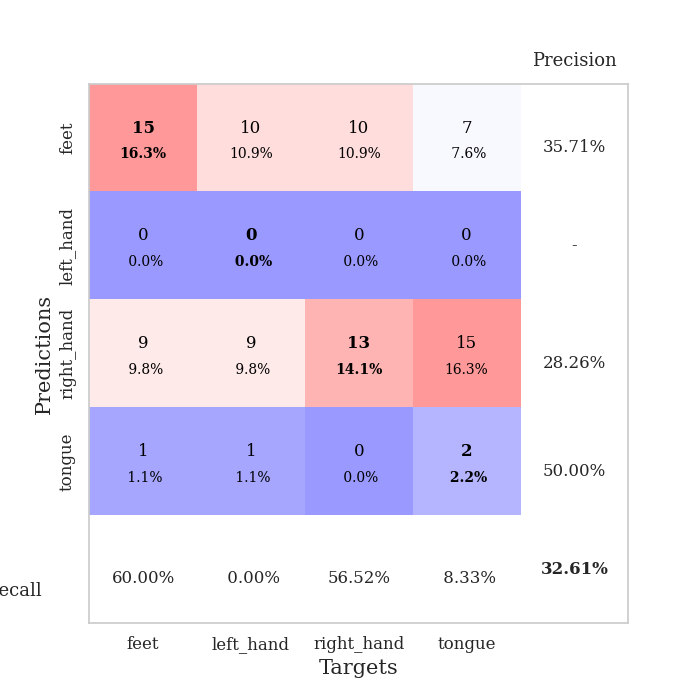 Precision
feet
15 10 10 7
16.3% 10.9% 10.9% 7.6%
35.71%
left_hand
0 0 0 0
0.0% 0.0% 0.0% 0.0%
-
Predictions
right_hand
9 9 13 15
9.8% 9.8% 14.1% 16.3%
28.26%
tongue
1 1 0 2
1.1% 1.1% 0.0% 2.2%
50.00%
ecall
60.00% 0.00% 56.52% 8.33% 32.61%
feet left_hand right_hand tongue
Targets